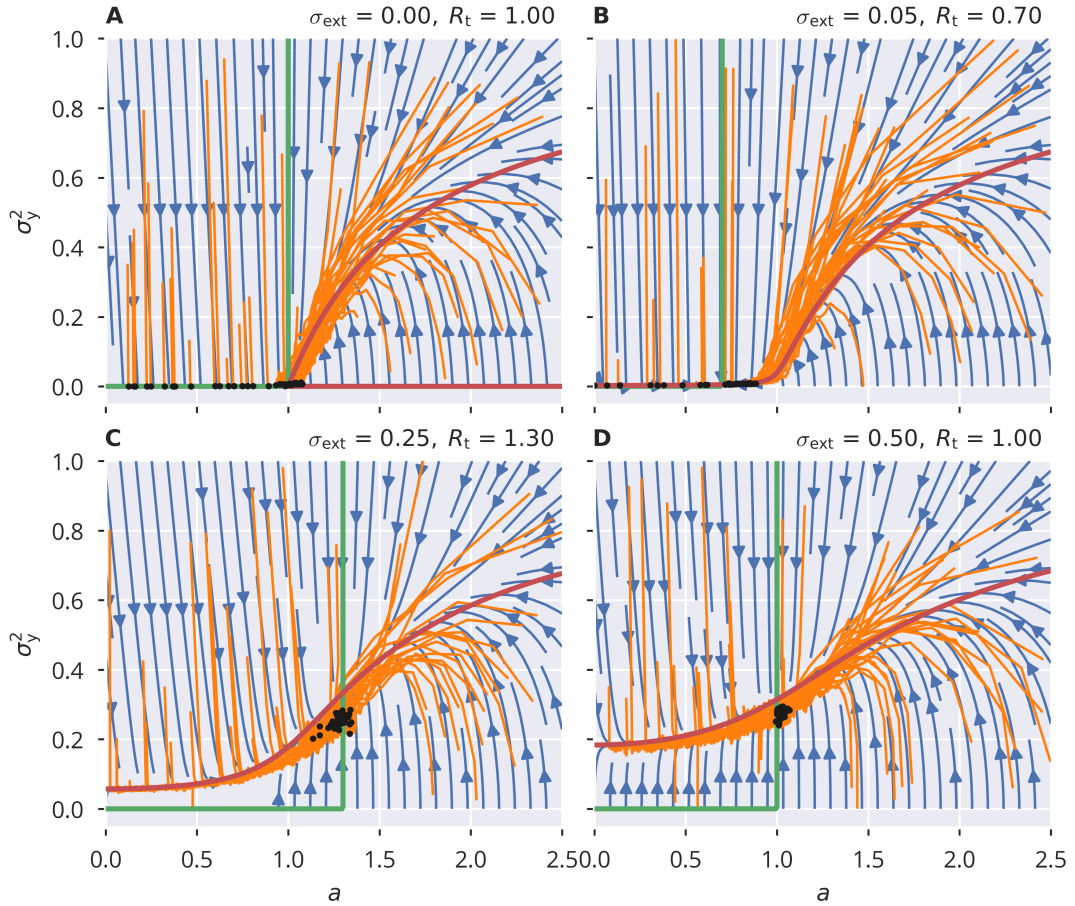 A σext = 0.00, Rt = 1.00
B σext = 0.05, Rt = 0.70
1.0
0.8
0.6
0.4
0.2
0.0
σy²
C σext = 0.25, Rt = 1.30
D σext = 0.50, Rt = 1.00
1.0
0.8
0.6
0.4
0.2
0.0
σy²
0.0 0.5 1.0 1.5 2.0 2.5
0.0 0.5 1.0 1.5 2.0 2.5
a
a